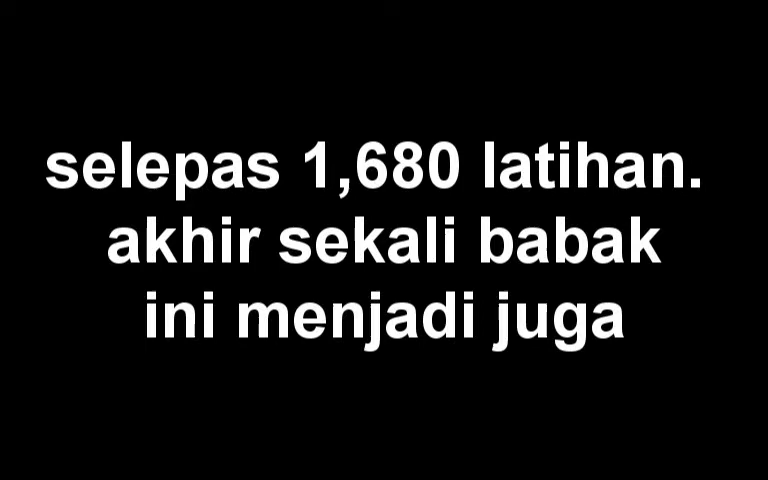 selepas 1,680 latihan.
akhir sekali babak
ini menjadi juga